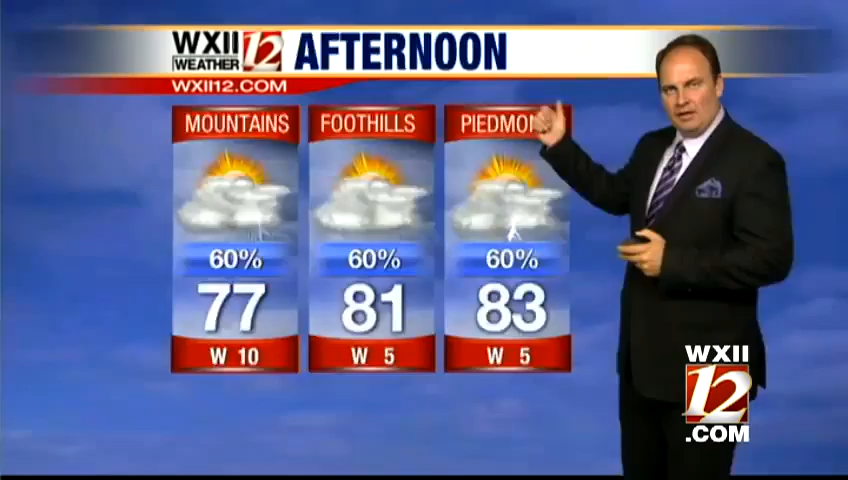 WXII 12
WEATHER
AFTERNOON
WXII12.COM
MOUNTAINS
FOOTHILLS
60%
60%
60%
77
81
83
W 10
W 5
W 5
WXII
12
.COM